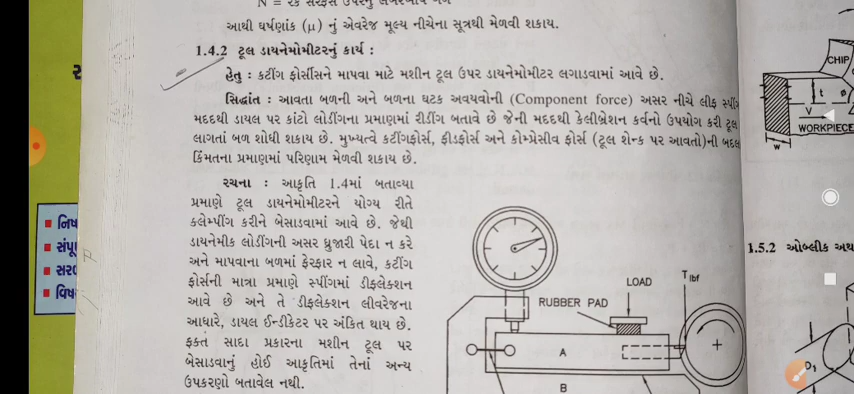 આથી ઘર્ષણાંક (μ) નું એવરેજ મૂલ્ય નીચેના સૂત્રથી મેળવી શકાય.
1.4.2 ટૂલ ડાયનેમોમીટરનું કાર્ય :
હેતુ : કટીંગ ફોર્સીસને માપવા માટે મશીન ટૂલ ઉપર ડાયનેમોમીટર લગાડવામાં આવે છે.
સિદ્ધાંત : આવતા બળની અને બળના ઘટક અવયવોની (Component force) અસર નીચે લીફ
મદદથી ડાયલ પર કાંટો લોડીંગના પ્રમાણમાં રીડીંગ બતાવે છે જેની મદદથી કેલીબ્રેશન કર્વનો ઉપયોગ કરી ટૂલ
લાગતાં બળ શોધી શકાય છે. મુખ્યત્વે કટીંગફોર્સ, ફીડફોર્સ અને કોમ્પ્રેસીવ ફોર્સ (ટૂલ શેન્ક પર આવતો)ની
કિંમતના પ્રમાણમાં પરિણામ મેળવી શકાય છે.
રચના : આકૃતિ 1.4માં બતાવ્યા
પ્રમાણે ટૂલ ડાયનેમોમીટરને યોગ્ય રીતે
ક્લેમ્પીંગ કરીને બેસાડવામાં આવે છે. જેથી
ડાયનેમીક લોડીંગની અસર ધ્રુજારી પેદા ન કરે
અને માપવાના બળમાં ફેરફાર ન લાવે, કટીંગ
ફોર્સની માત્રા પ્રમાણે સ્પીંગમાં ડીફલેક્શન
આવે છે અને તે ડીફલેક્શન લીવરેજના
આધારે, ડાયલ ઈન્ડીકેટર પર અંકિત થાય છે.
ફક્ત સાદા પ્રકારના મશીન ટૂલ પર
બેસાડવાનું હોઈ આકૃતિમાં તેનાં અન્ય
ઉપકરણો બતાવેલ નથી.
RUBBER PAD
LOAD
T lbf
A
B
CHIP
t
ø
V
WORKPIECE
W
1.5.2 ઓબ્લીક
D1